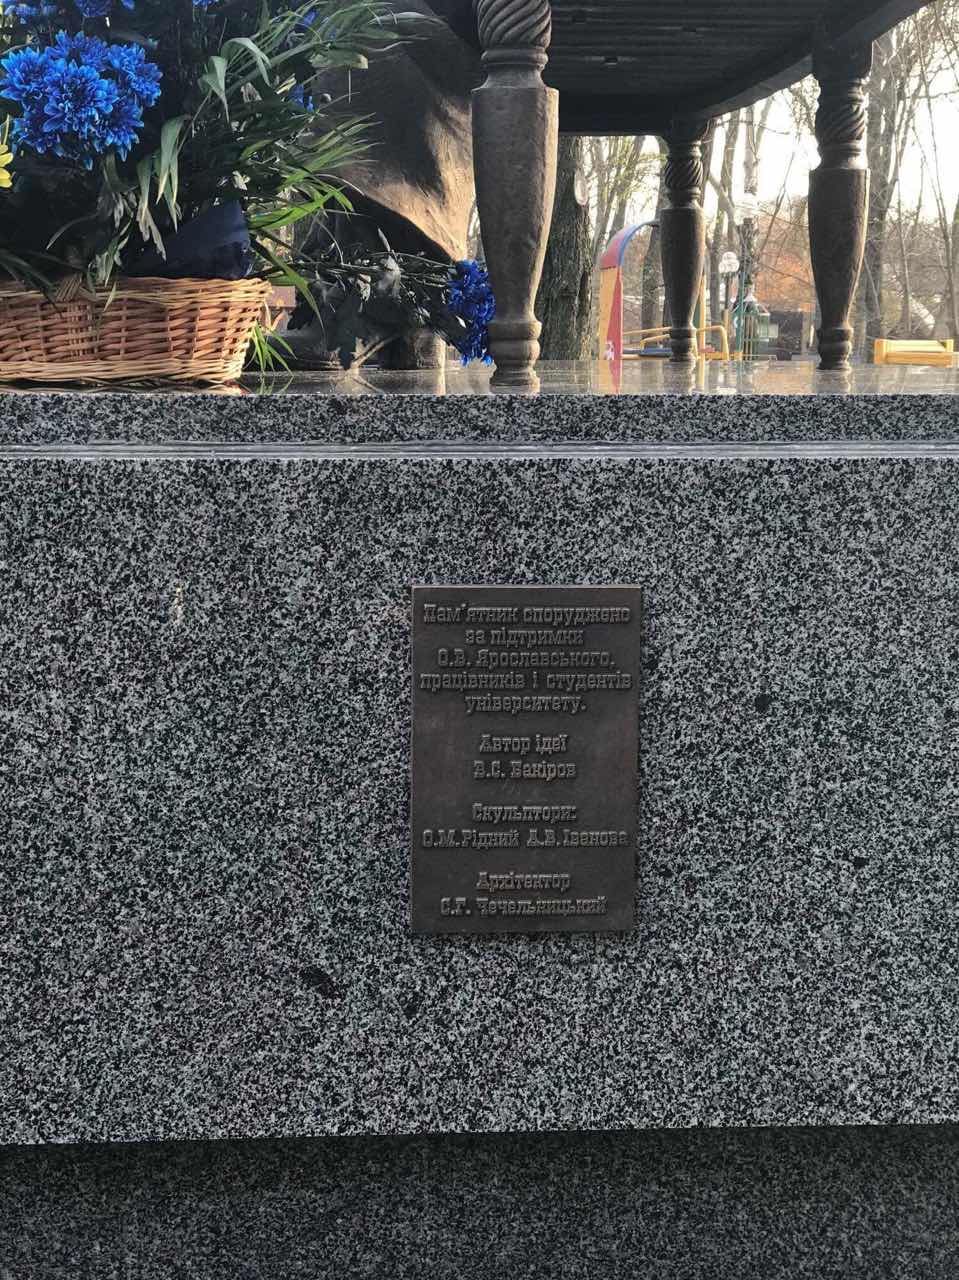 Пам'ятник споруджено
за підтримки
О.В. Ярославського,
працівників і студентів
університету.
Автор ідеї
В.С. Бакіров
Скульптори:
О.М.Рідний А.В.Іванова
Архітектор
С.Г. Чечельницький